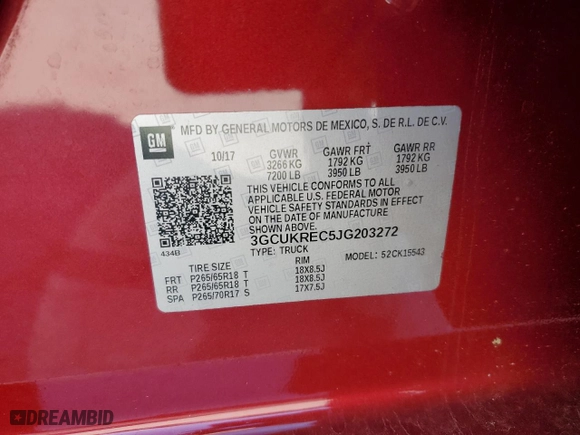 GM
MFD BY GENERAL MOTORS DE MEXICO, S. DE R.L. DE C.V.
10/17 GVWR GAWR FRT GAWR RR
3266 KG 1792 KG 1792 KG
7200 LB 3950 LB 3950 LB
THIS VEHICLE CONFORMS TO ALL
APPLICABLE U.S. FEDERAL MOTOR
VEHICLE SAFETY STANDARDS IN EFFECT
ON THE DATE OF MANUFACTURE
SHOWN ABOVE.
3GCUKREC5JG203272
434B TYPE: TRUCK MODEL: 52CK15543
TIRE SIZE RIM
FRT P265/65R18 T 18X8.5J
RR P265/65R18 T 18X8.5J
SPA P265/70R17 S 17X7.5J
DREAMBID